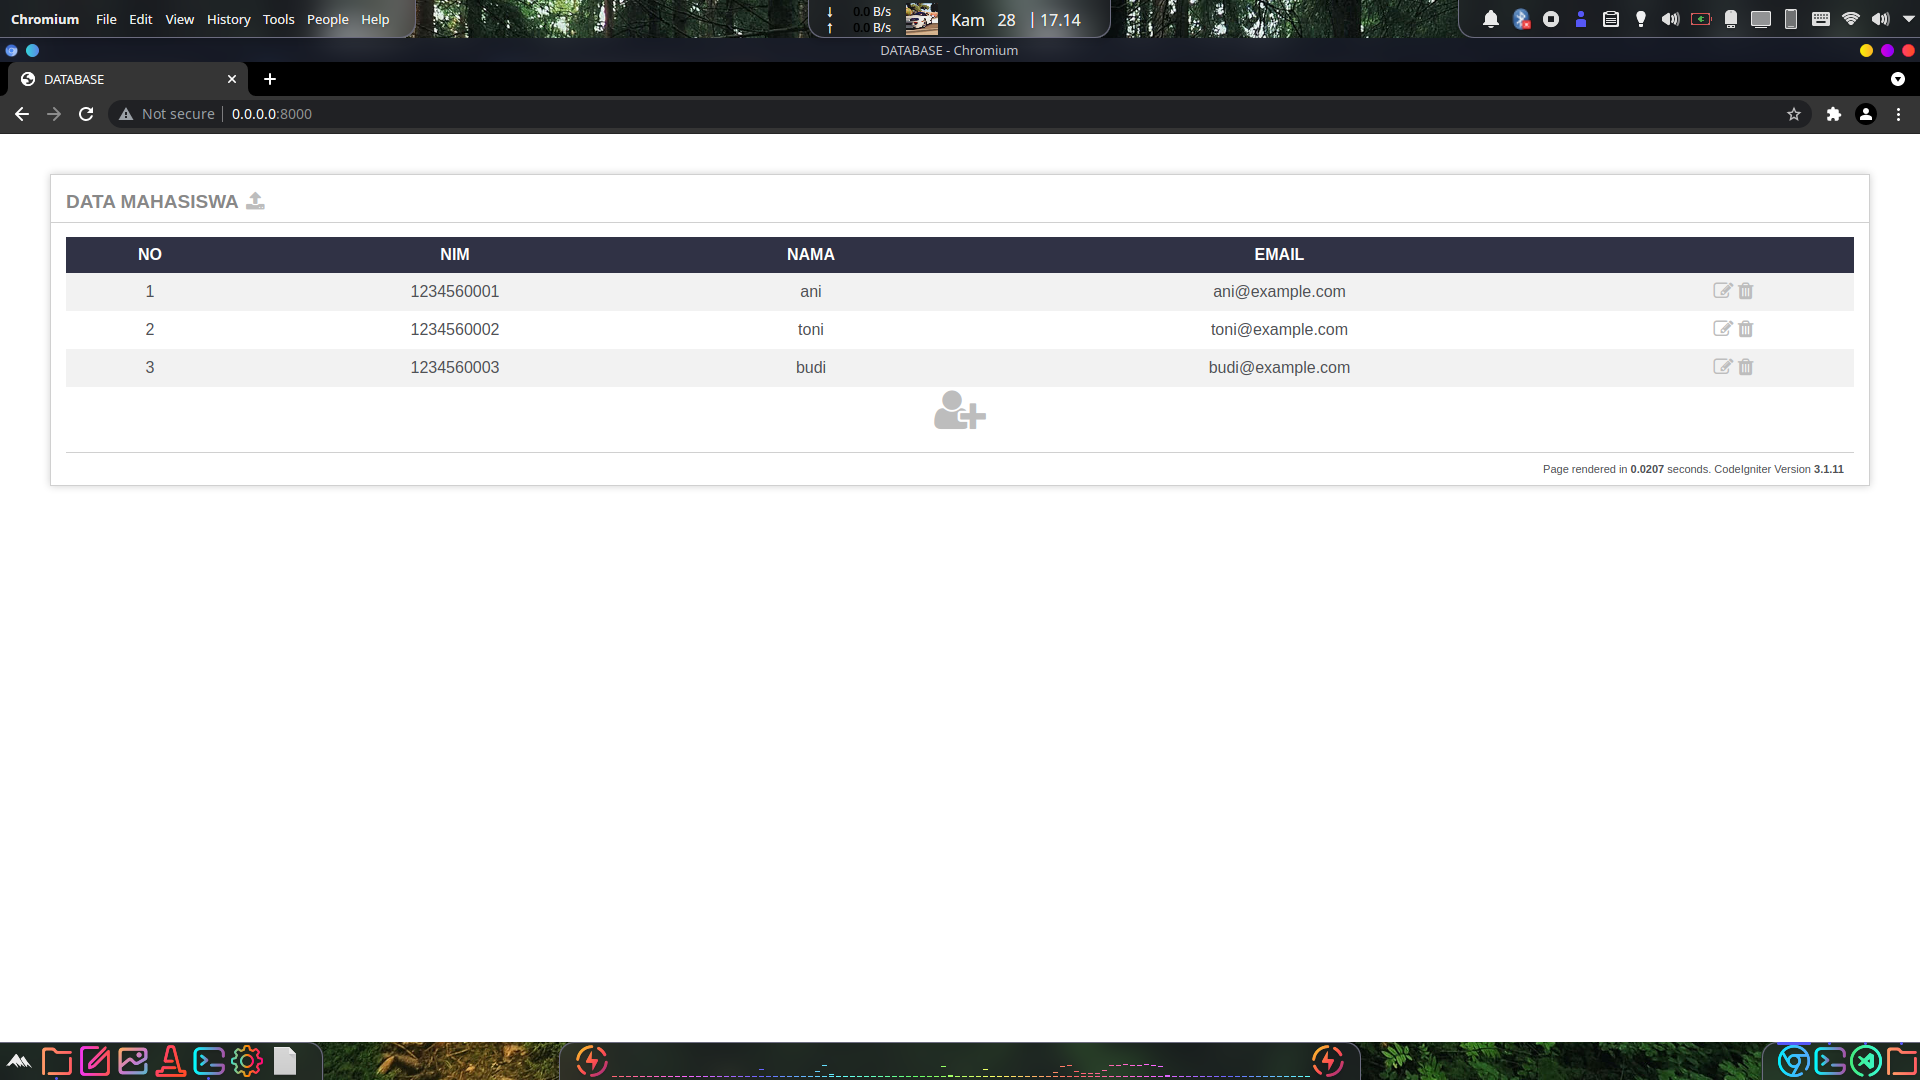 Chromium File Edit View History Tools People Help
0.0 B/s
0.0 B/s
Kam 28 | 17.14
DATABASE - Chromium
DATABASE
Not secure | 0.0.0.0:8000
DATA MAHASISWA
NO NIM NAMA EMAIL
1 1234560001 ani ani@example.com
2 1234560002 toni toni@example.com
3 1234560003 budi budi@example.com
Page rendered in 0.0207 seconds. CodeIgniter Version 3.1.11